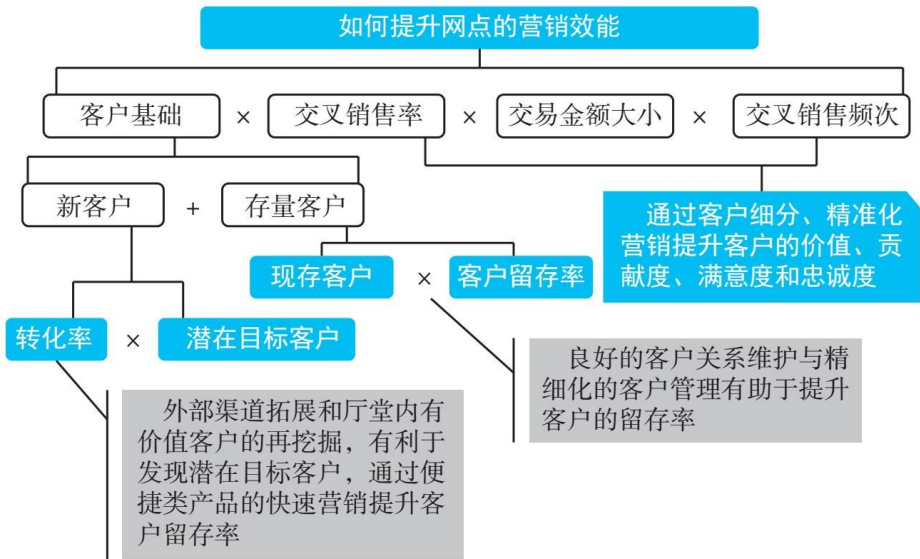 如何提升网点的营销效能
客户基础 × 交叉销售率 × 交易金额大小 × 交叉销售频次
新客户 + 存量客户
通过客户细分、精准化
营销提升客户的价值、贡
献度、满意度和忠诚度
现存客户 × 客户留存率
转化率 × 潜在目标客户
良好的客户关系维护与精
细化的客户管理有助于提升
客户的留存率
外部渠道拓展和厅堂内有
价值客户的再挖掘，有利于
发现潜在目标客户，通过便
捷类产品的快速营销提升客
户留存率